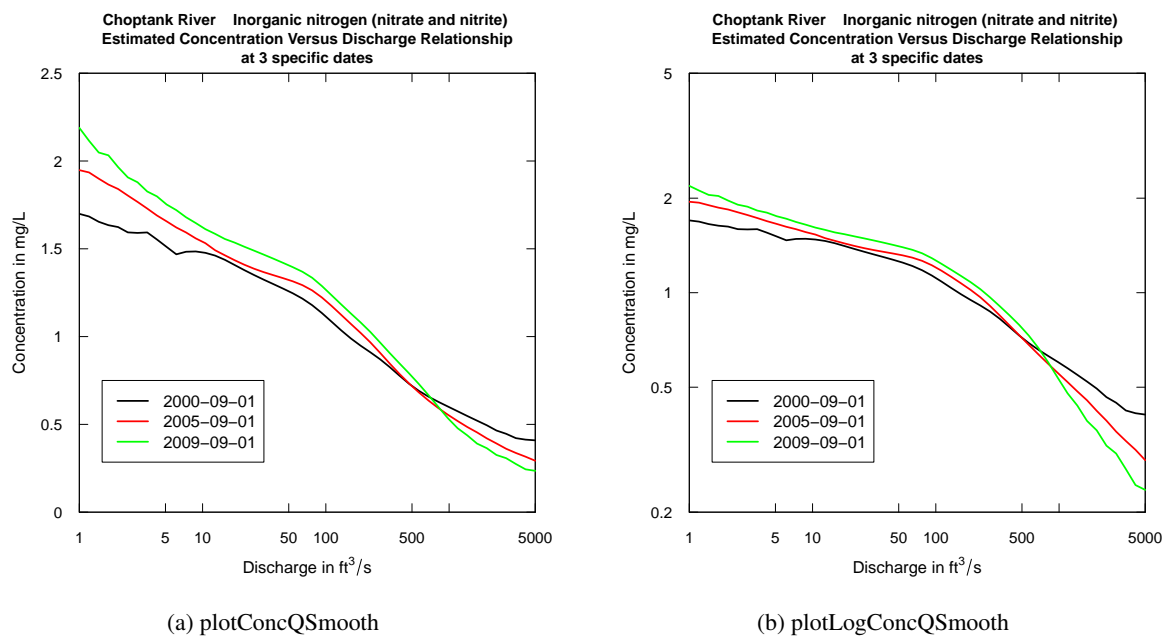 Choptank River Inorganic nitrogen (nitrate and nitrite)
Estimated Concentration Versus Discharge Relationship
at 3 specific dates
Concentration in mg/L
2.5
2
1.5
1
0.5
0
2000−09−01
2005−09−01
2009−09−01
1 5 10 50 100 500 5000
Discharge in ft³/s
(a) plotConcQSmooth
Choptank River Inorganic nitrogen (nitrate and nitrite)
Estimated Concentration Versus Discharge Relationship
at 3 specific dates
Concentration in mg/L
5
2
1
0.5
0.2
2000−09−01
2005−09−01
2009−09−01
1 5 10 50 100 500 5000
Discharge in ft³/s
(b) plotLogConcQSmooth